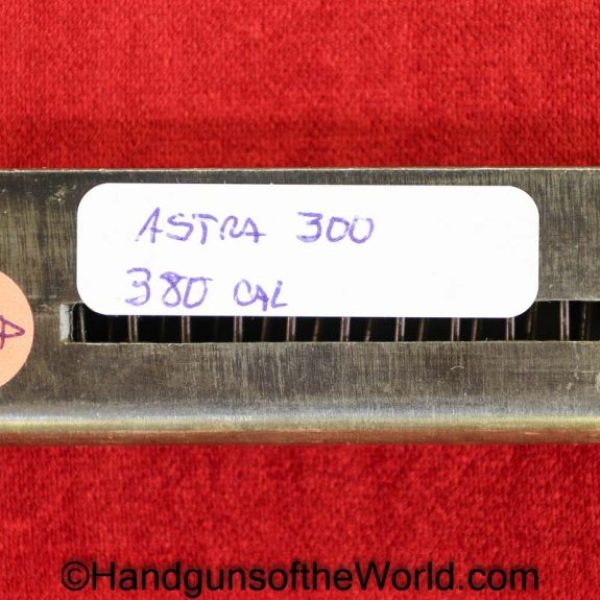 ASTRA 300
380 CAL
A
©HandgunsoftheWorld.com